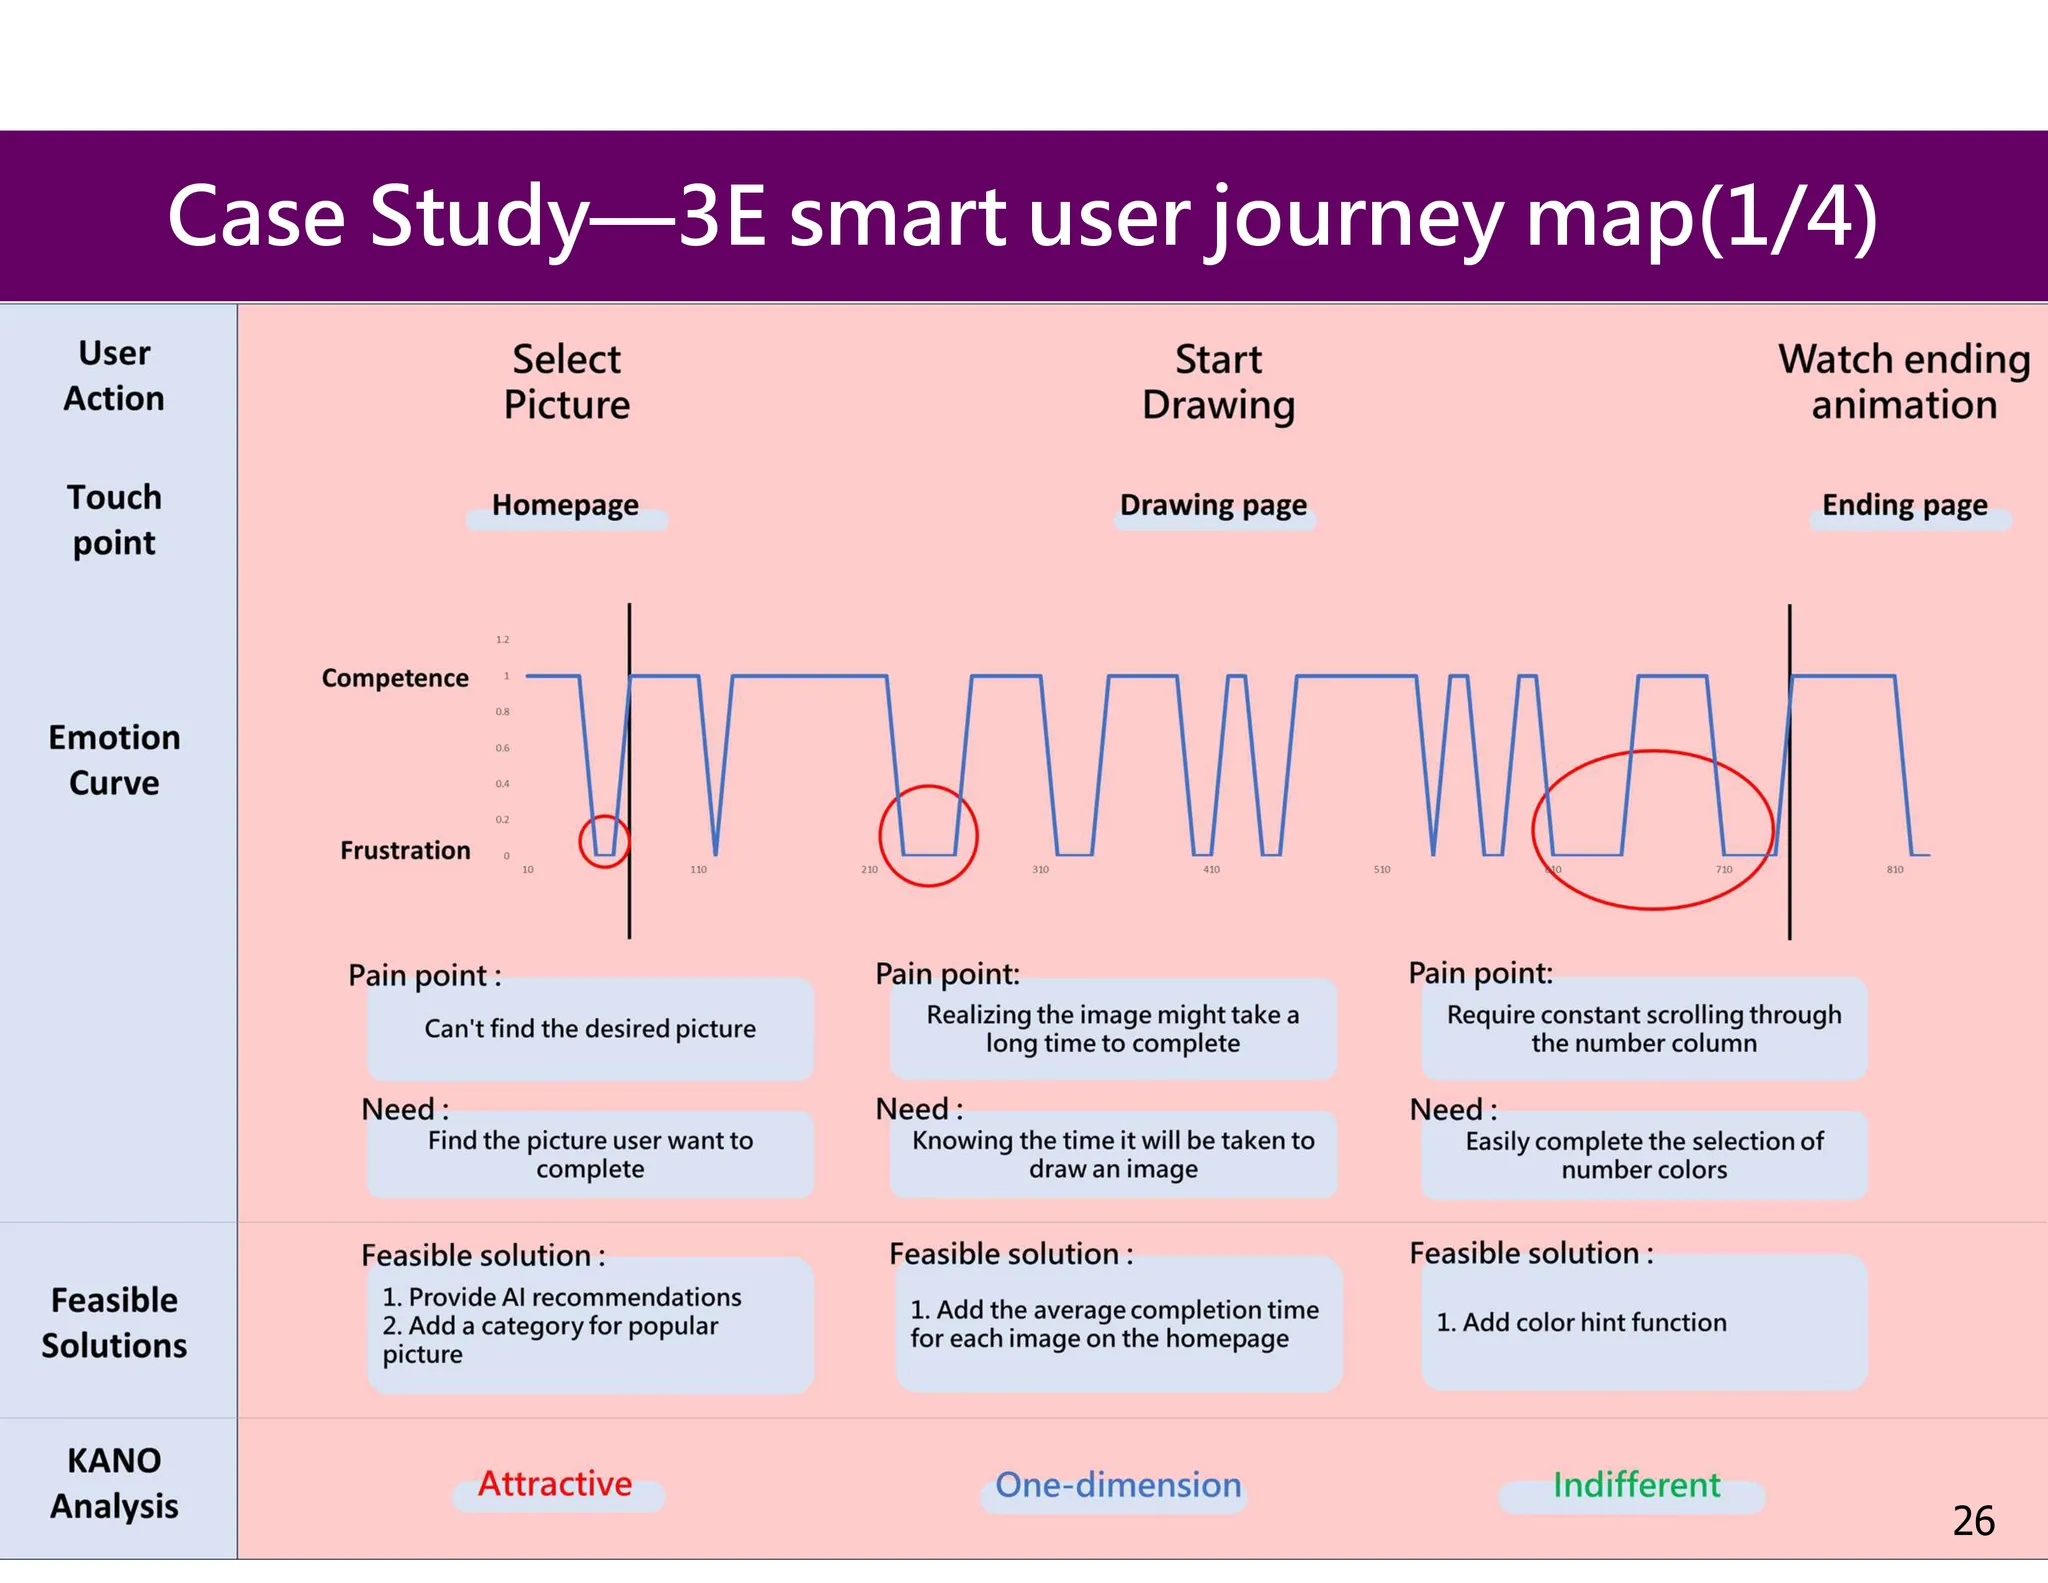 Case Study—3E smart user journey map(1/4)
User
Action
Select
Picture
Start
Drawing
Watch ending
animation
Touch
point
Homepage
Drawing page
Ending page
Emotion
Curve
Competence
Frustration
1.2
1
0.8
0.6
0.4
0.2
0
10
110
210
310
410
510
610
710
810
Pain point :
Can't find the desired picture
Need :
Find the picture user want to
complete
Pain point:
Realizing the image might take a
long time to complete
Need :
Knowing the time it will be taken to
draw an image
Pain point:
Require constant scrolling through
the number column
Need :
Easily complete the selection of
number colors
Feasible
Solutions
Feasible solution :
1. Provide AI recommendations
2. Add a category for popular
picture
Feasible solution :
1. Add the average completion time
for each image on the homepage
Feasible solution :
1. Add color hint function
KANO
Analysis
Attractive
One-dimension
Indifferent
26